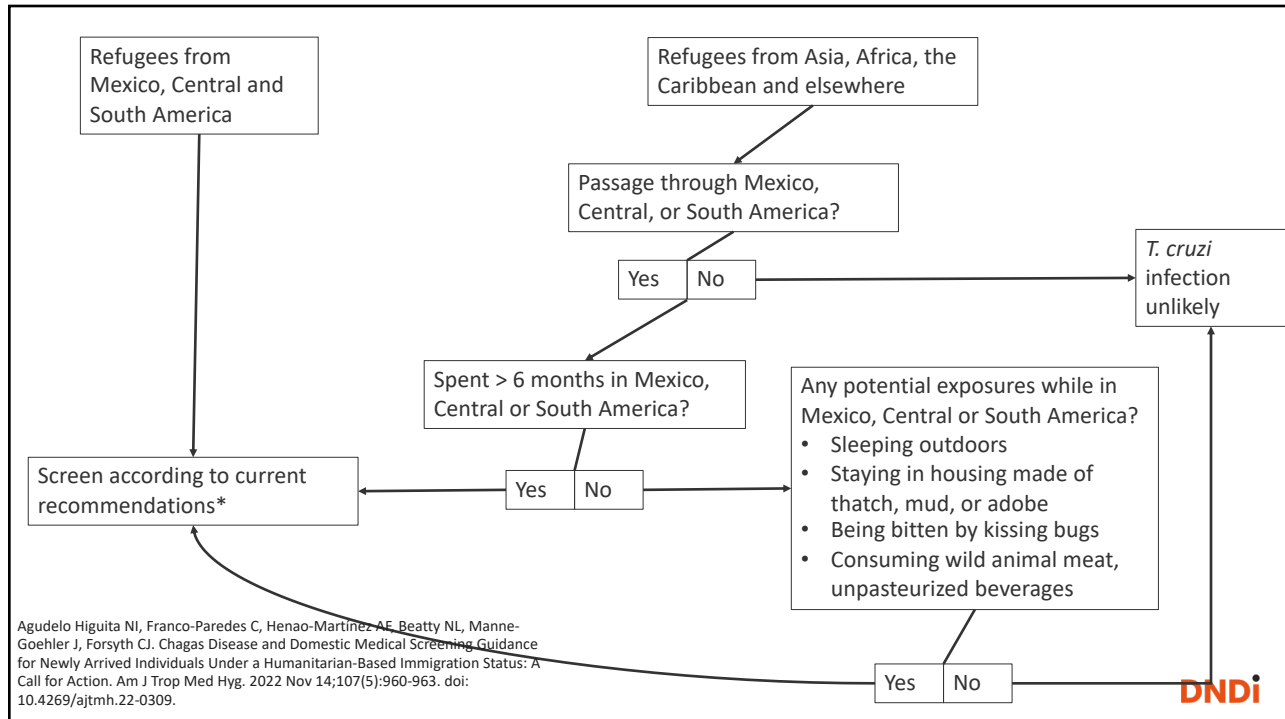 Refugees from
Mexico, Central and
South America
Refugees from Asia, Africa, the
Caribbean and elsewhere
Passage through Mexico,
Central, or South America?
Yes
No
T. cruzi
infection
unlikely
Spent > 6 months in Mexico,
Central or South America?
Any potential exposures while in
Mexico, Central or South America?
• Sleeping outdoors
• Staying in housing made of
thatch, mud, or adobe
• Being bitten by kissing bugs
• Consuming wild animal meat,
unpasteurized beverages
Screen according to current
recommendations*
Yes
No
Agudelo Higuita NI, Franco-Paredes C, Henao-Martínez AF, Beatty NL, Manne-
Goehler J, Forsyth CJ. Chagas Disease and Domestic Medical Screening Guidance
for Newly Arrived Individuals Under a Humanitarian-Based Immigration Status: A
Call for Action. Am J Trop Med Hyg. 2022 Nov 14;107(5):960-963. doi:
10.4269/ajtmh.22-0309.
Yes
No
DNDi